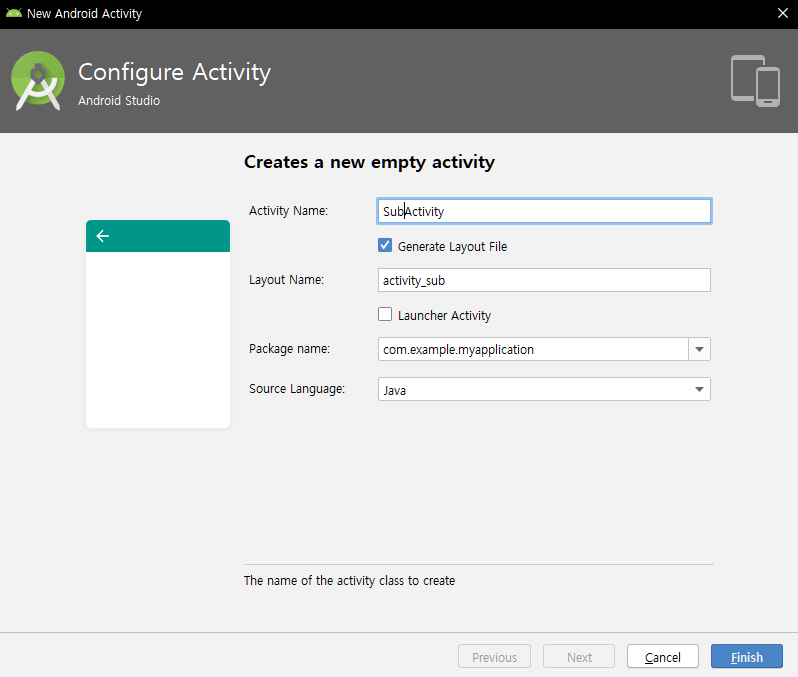 New Android Activity
Configure Activity
Android Studio
Creates a new empty activity
Activity Name: SubActivity
Generate Layout File
Layout Name: activity_sub
Launcher Activity
Package name: com.example.myapplication
Source Language: Java
The name of the activity class to create
Previous Next Cancel Finish